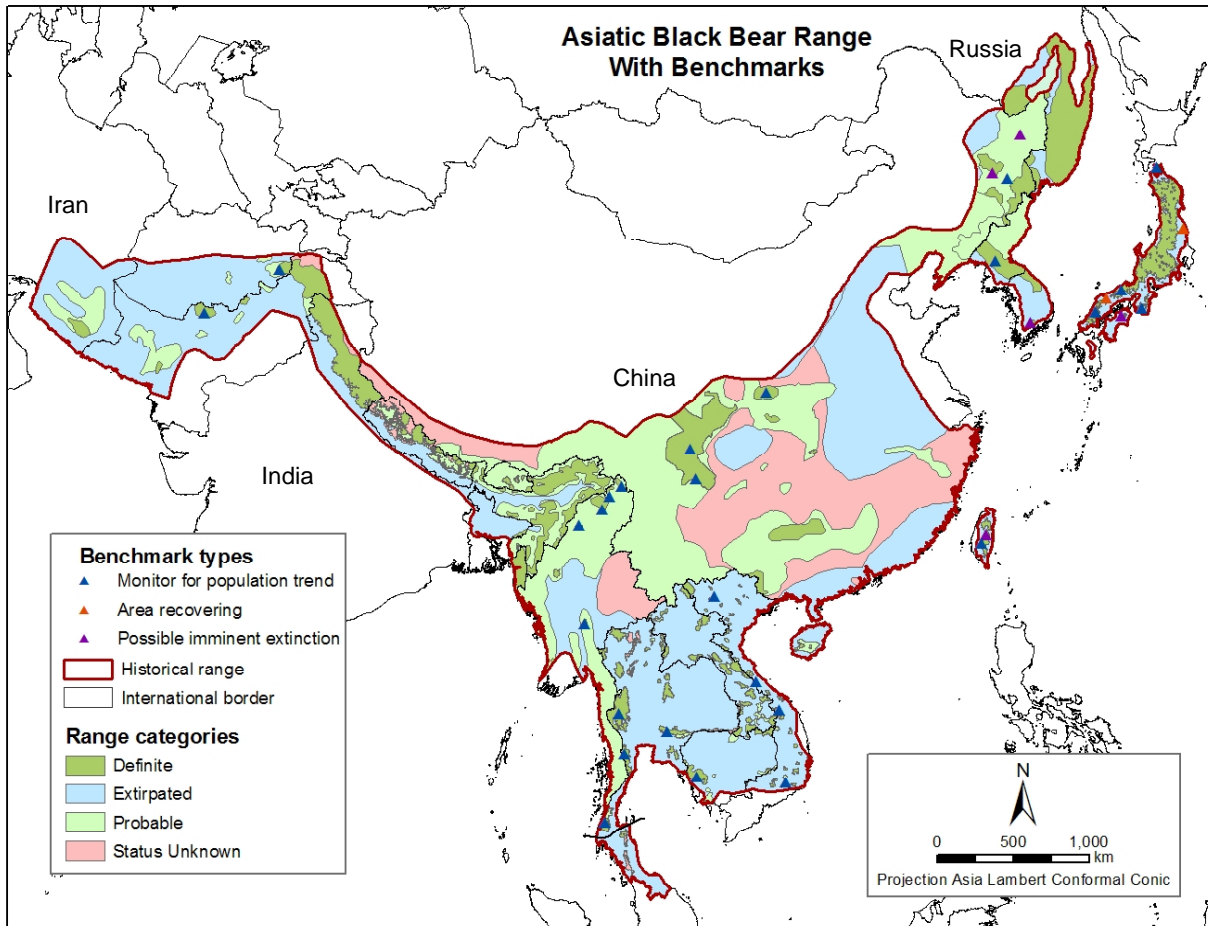 Asiatic Black Bear Range
With Benchmarks
Russia
Iran
China
India
Benchmark types
Monitor for population trend
Area recovering
Possible imminent extinction
Historical range
International border
Range categories
Definite
Extirpated
Probable
Status Unknown
N
0 500 1,000
km
Projection Asia Lambert Conformal Conic